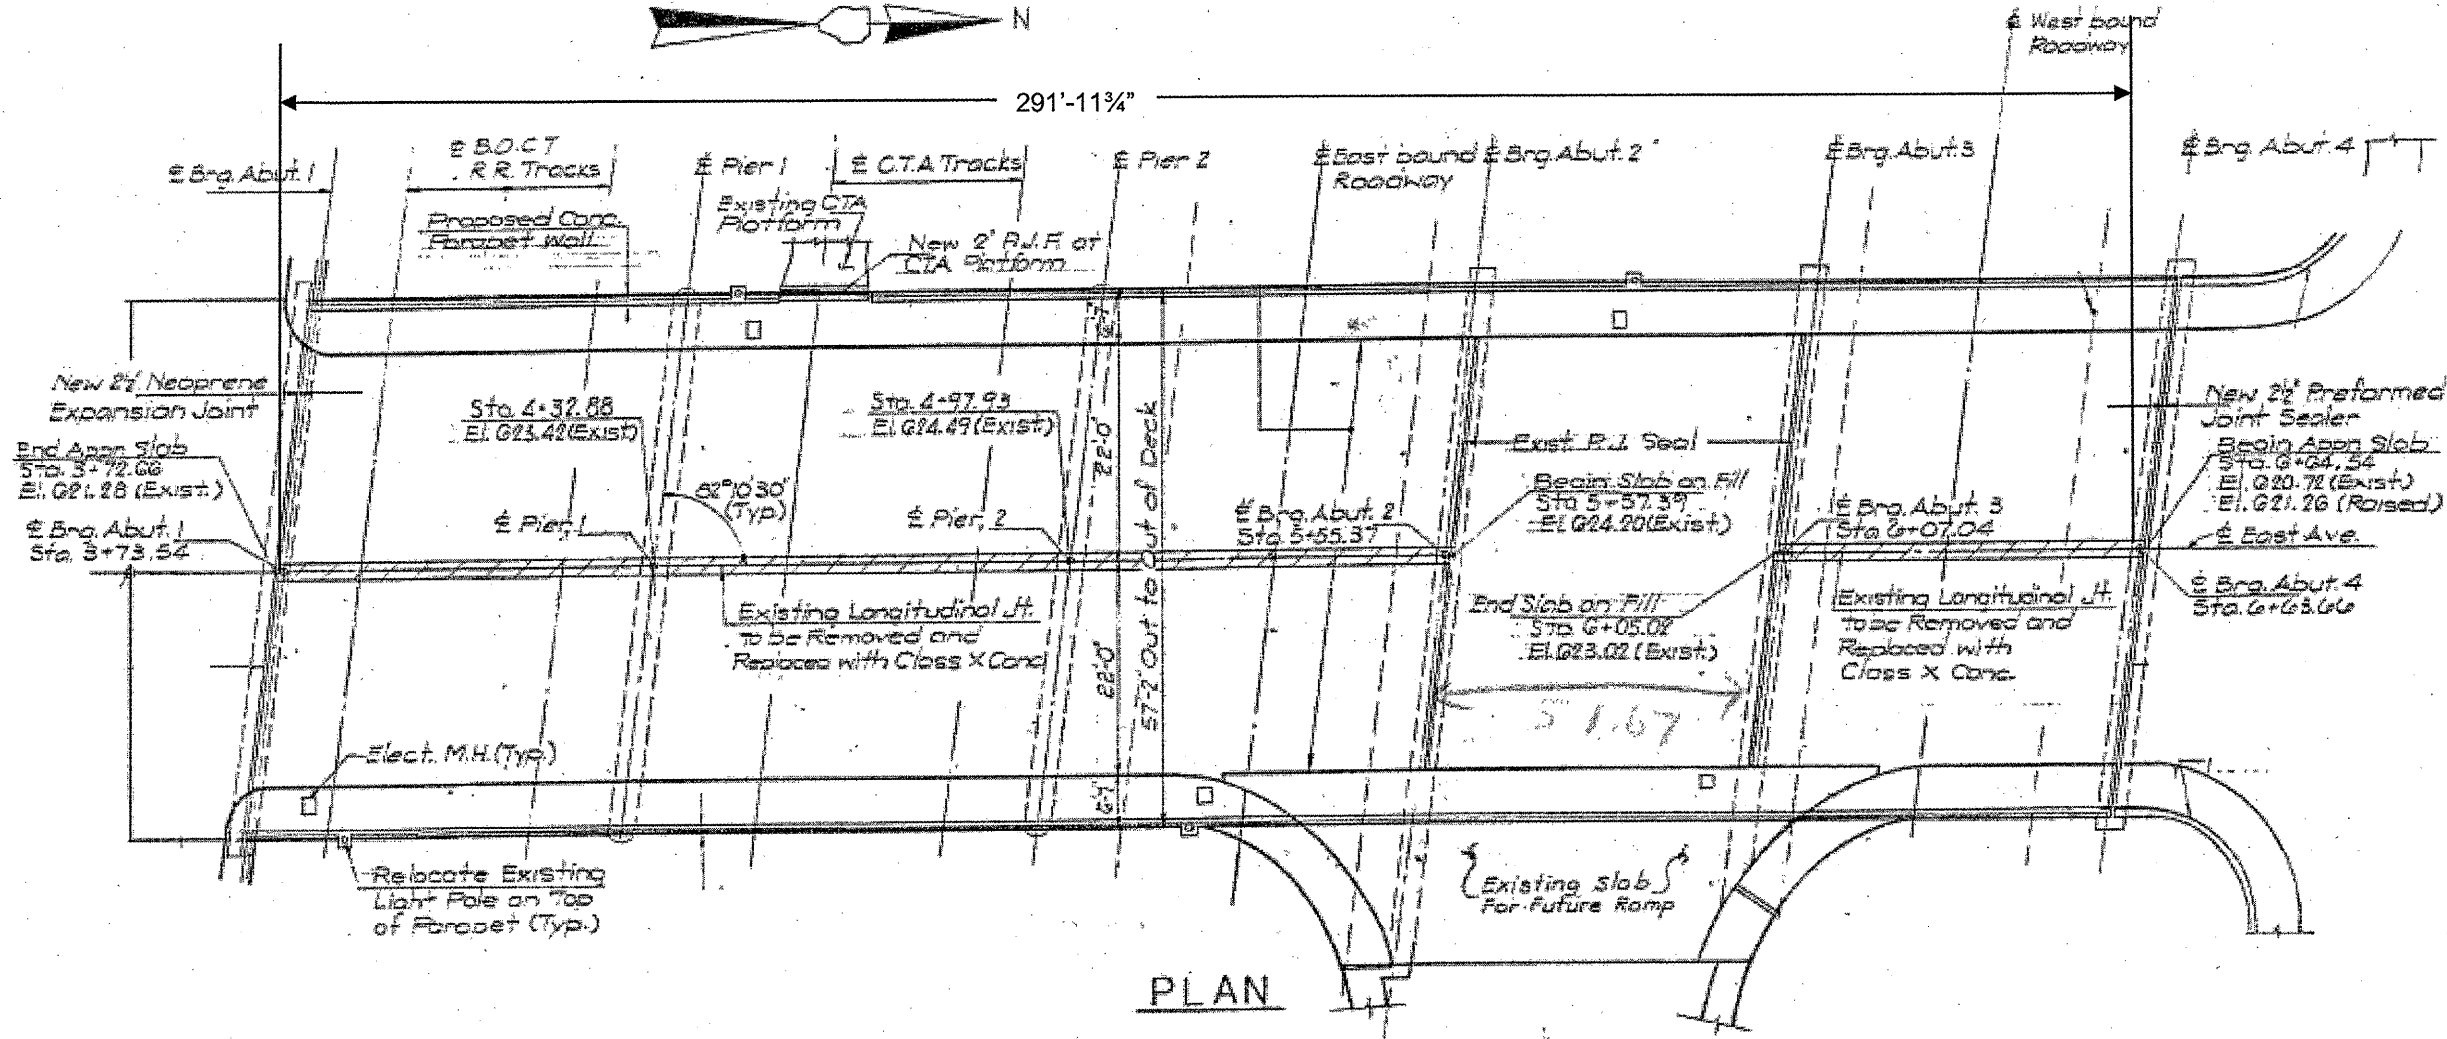 N
℄ West bound
Roadway
291'-11¾"
℄ Brg. Abut. 1
℄ B.O.C.T
R.R. Tracks
℄ Pier 1
℄ C.T.A Tracks
℄ Pier 2
℄ East bound
Roadway
℄ Brg. Abut. 2
℄ Brg. Abut. 3
℄ Brg. Abut. 4
Proposed Conc.
Parapet Wall
Existing CTA
Platform
New 2" P.J.F. at
CTA Platform
New 2½" Neoprene
Expansion Joint
End Appr. Slab
Sta. 3+72.66
El. 621.28 (Exist.)
℄ Brg. Abut. 1
Sta. 3+73.54
Sta. 4+32.88
El. 623.42 (Exist)
Sta. 4+97.93
El. 624.49 (Exist)
82°10'30"
(Typ.)
℄ Pier 1
℄ Pier 2
22'-0"
57'-2" Out to Out of Deck
22'-0"
6'-7"
6'-7"
Exist P.J. Seal
℄ Brg. Abut. 2
Sta. 5+55.37
Begin Slab on Fill
Sta 5+57.39
El. 624.20 (Exist.)
℄ Brg. Abut. 3
Sta. 6+07.04
End Slab on Fill
Sta. 6+05.02
El. 623.02 (Exist.)
51.67
New 2½" Preformed
Joint Sealer
Begin Appr. Slab
Sta. 6+64.54
El. 620.72 (Exist)
El. 621.26 (Raised)
℄ East Ave.
℄ Brg. Abut. 4
Sta. 6+63.66
Existing Longitudinal Jt.
to be Removed and
Replaced with Class X Conc
Existing Longitudinal Jt.
to be Removed and
Replaced with
Class X Conc.
Elect. M.H. (Typ.)
Relocate Existing
Light Pole on Top
of Parapet (Typ.)
Existing Slab
For Future Ramp
PLAN